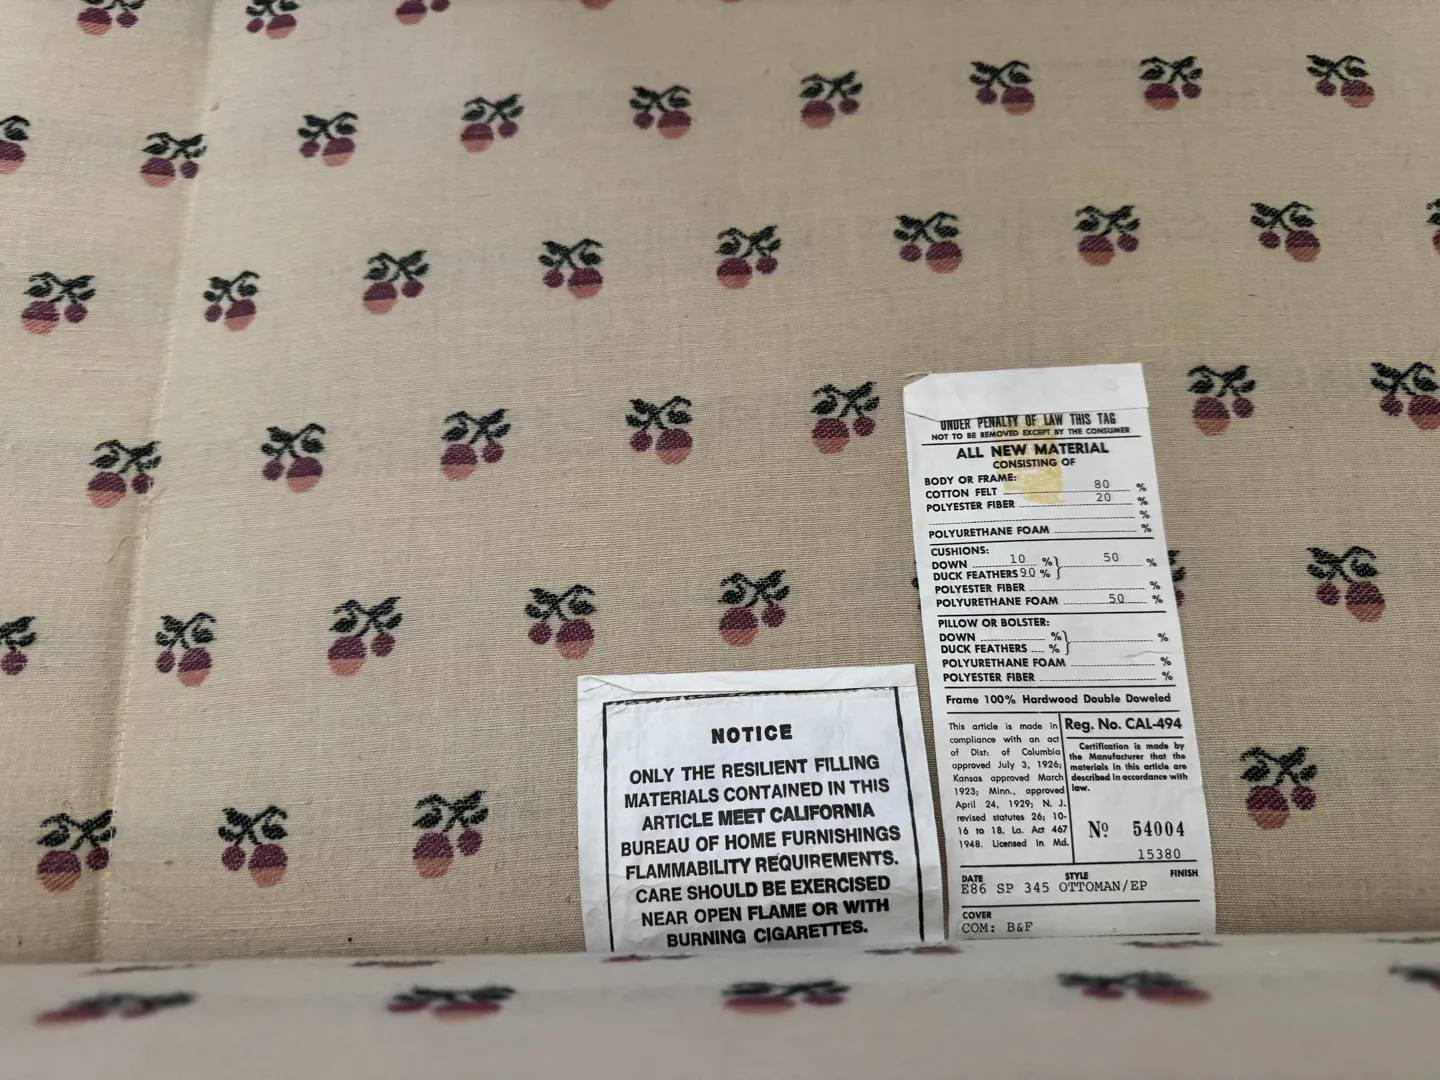 NOTICE
ONLY THE RESILIENT FILLING
MATERIALS CONTAINED IN THIS
ARTICLE MEET CALIFORNIA
BUREAU OF HOME FURNISHINGS
FLAMMABILITY REQUIREMENTS.
CARE SHOULD BE EXERCISED
NEAR OPEN FLAME OR WITH
BURNING CIGARETTES.
UNDER PENALTY OF LAW THIS TAG
NOT TO BE REMOVED EXCEPT BY THE CONSUMER
ALL NEW MATERIAL
CONSISTING OF
BODY OR FRAME:
COTTON FELT 80 %
POLYESTER FIBER 20 %
%
POLYURETHANE FOAM %
CUSHIONS:
DOWN 10 % } 50 %
DUCK FEATHERS 90 %
POLYESTER FIBER %
POLYURETHANE FOAM 50 %
PILLOW OR BOLSTER:
DOWN % } %
DUCK FEATHERS %
POLYURETHANE FOAM %
POLYESTER FIBER %
Frame 100% Hardwood Double Doweled
This article is made in
compliance with an act
of Dist: of Columbia
approved July 3, 1926;
Kansas approved March
1923; Minn., approved
April 24, 1929; N. J.
revised statutes 26; 10-
16 to 18. La. Act 467
1948. Licensed in Md.
Reg. No. CAL-494
Certification is made by
the Manufacturer that the
materials in this article are
described in accordance with
law.
Nº 54004
15380
DATE STYLE FINISH
E86 SP 345 OTTOMAN/EP
COVER
COM: B&F